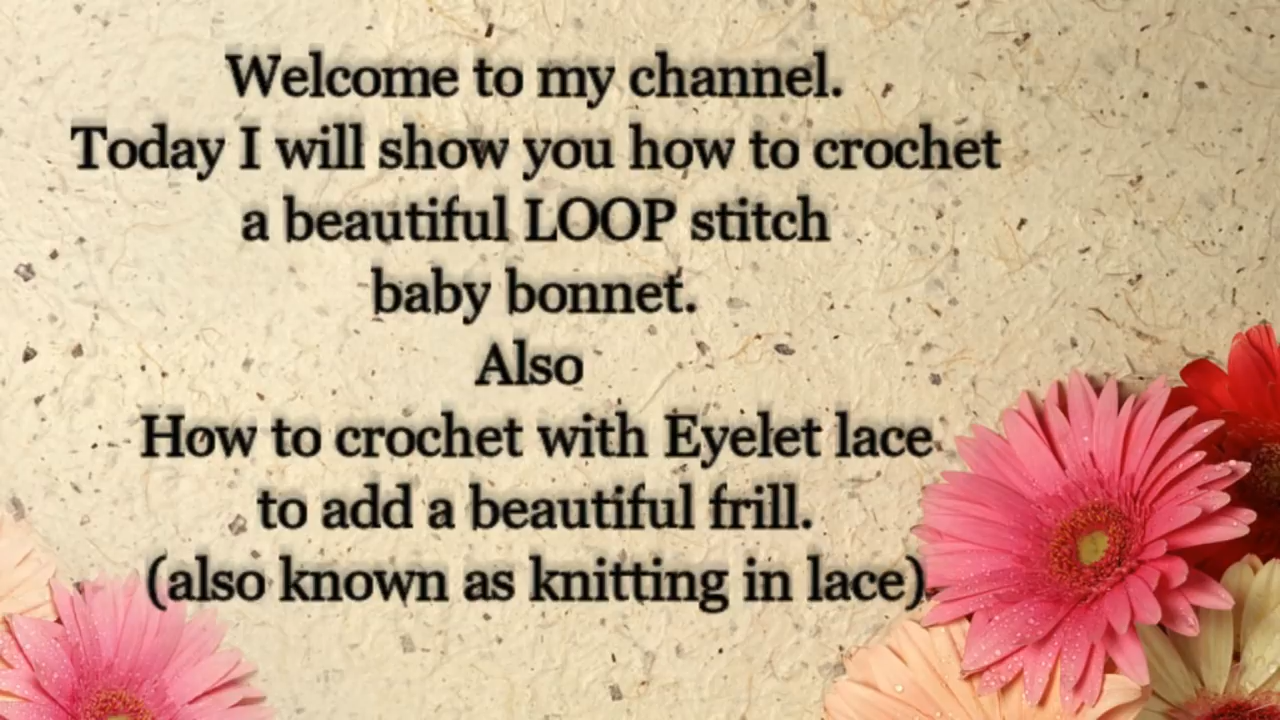 Welcome to my channel.
Today I will show you how to crochet
a beautiful LOOP stitch
baby bonnet.
Also
How to crochet with Eyelet lace
to add a beautiful frill.
(also known as knitting in lace)